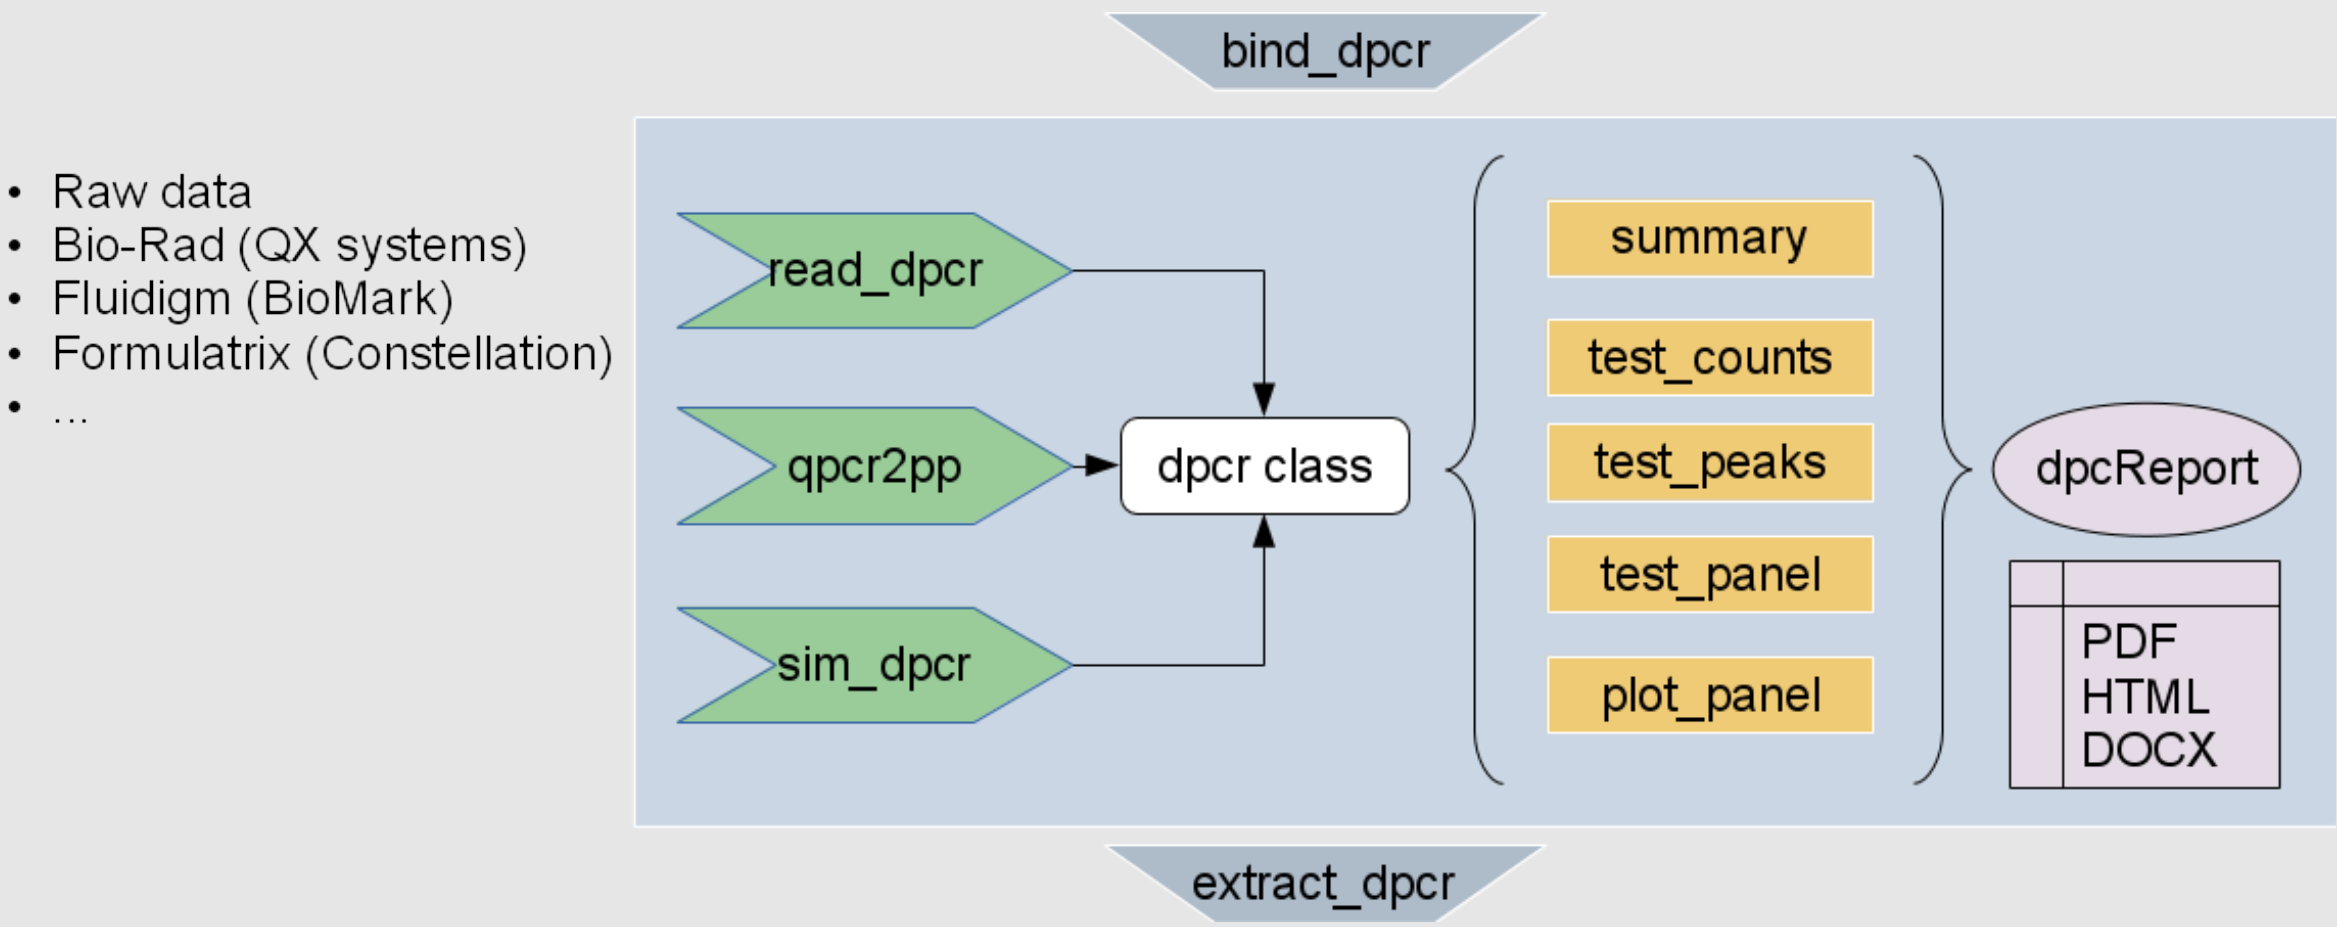 bind_dpcr
• Raw data
• Bio-Rad (QX systems)
• Fluidigm (BioMark)
• Formulatrix (Constellation)
• ...
read_dpcr
qpcr2pp
sim_dpcr
dpcr class
summary
test_counts
test_peaks
test_panel
plot_panel
dpcReport
PDF
HTML
DOCX
extract_dpcr